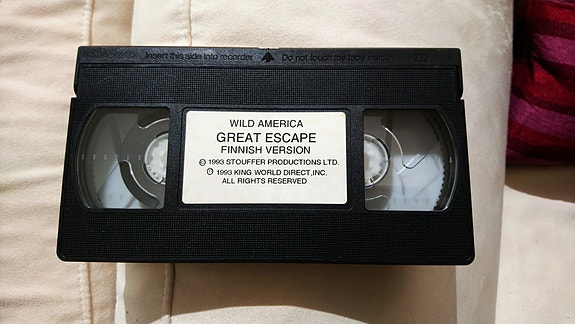 Insert this side into recorder ▲ Do not touch the tape inside
WILD AMERICA
GREAT ESCAPE
FINNISH VERSION
© 1993 STOUFFER PRODUCTIONS LTD.
℗ 1993 KING WORLD DIRECT,INC.
ALL RIGHTS RESERVED